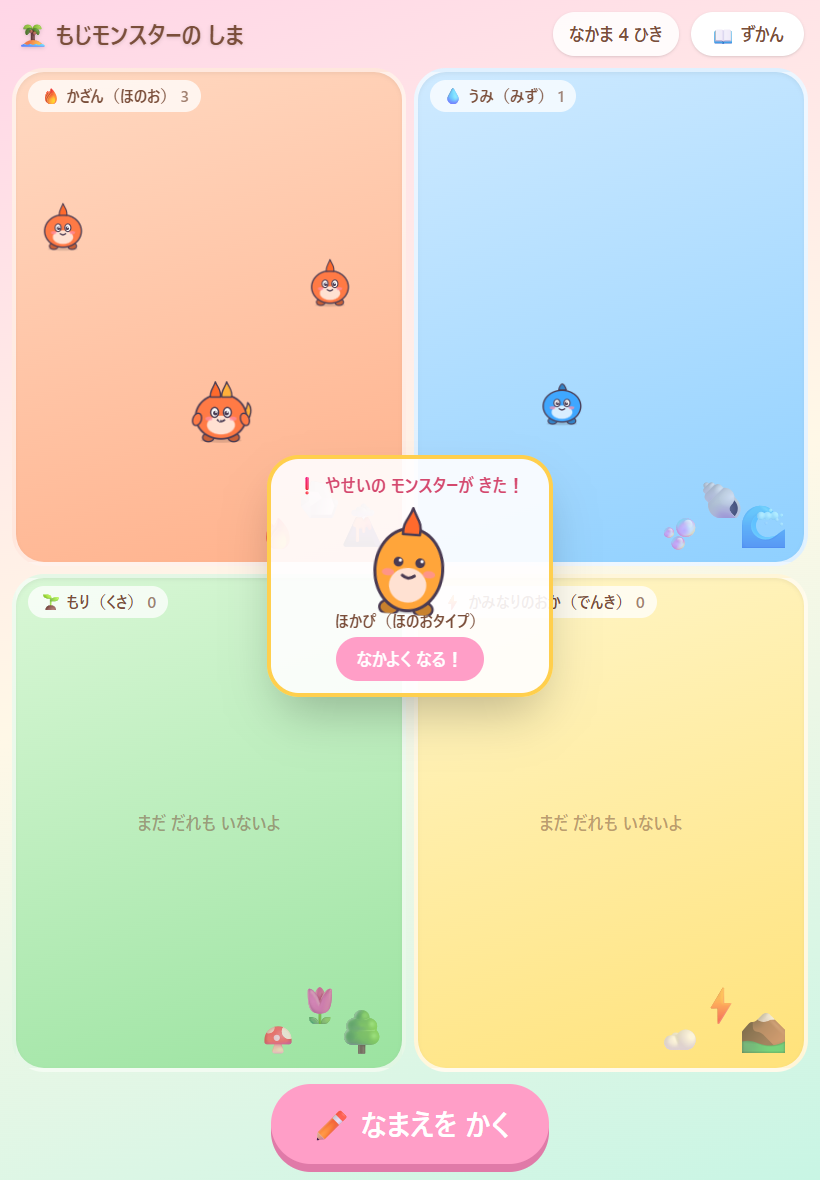 もじモンスターの しま
なかま 4 ひき
ずかん
かざん（ほのお） 3
うみ（みず） 1
❗ やせいの モンスターが きた！
ほかぴ（ほのおタイプ）
なかよく なる！
もり（くさ） 0
かみなりのおか（でんき） 0
まだ だれも いないよ
まだ だれも いないよ
なまえを かく